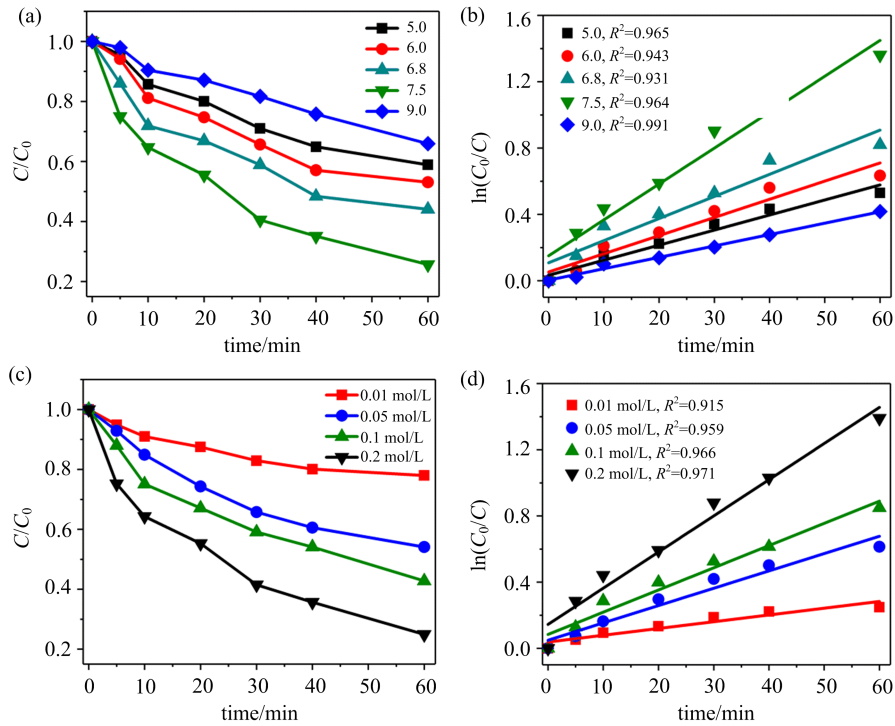 (a)
1.0
0.8
0.6
0.4
0.2
C/C₀
5.0
6.0
6.8
7.5
9.0
0 10 20 30 40 50 60
time/min
(b)
1.6
1.2
0.8
0.4
0.0
ln(C₀/C)
5.0, R²=0.965
6.0, R²=0.943
6.8, R²=0.931
7.5, R²=0.964
9.0, R²=0.991
0 10 20 30 40 50 60
time/min
(c)
1.0
0.8
0.6
0.4
0.2
C/C₀
0.01 mol/L
0.05 mol/L
0.1 mol/L
0.2 mol/L
0 10 20 30 40 50 60
time/min
(d)
1.6
1.2
0.8
0.4
0.0
ln(C₀/C)
0.01 mol/L, R²=0.915
0.05 mol/L, R²=0.959
0.1 mol/L, R²=0.966
0.2 mol/L, R²=0.971
0 10 20 30 40 50 60
time/min